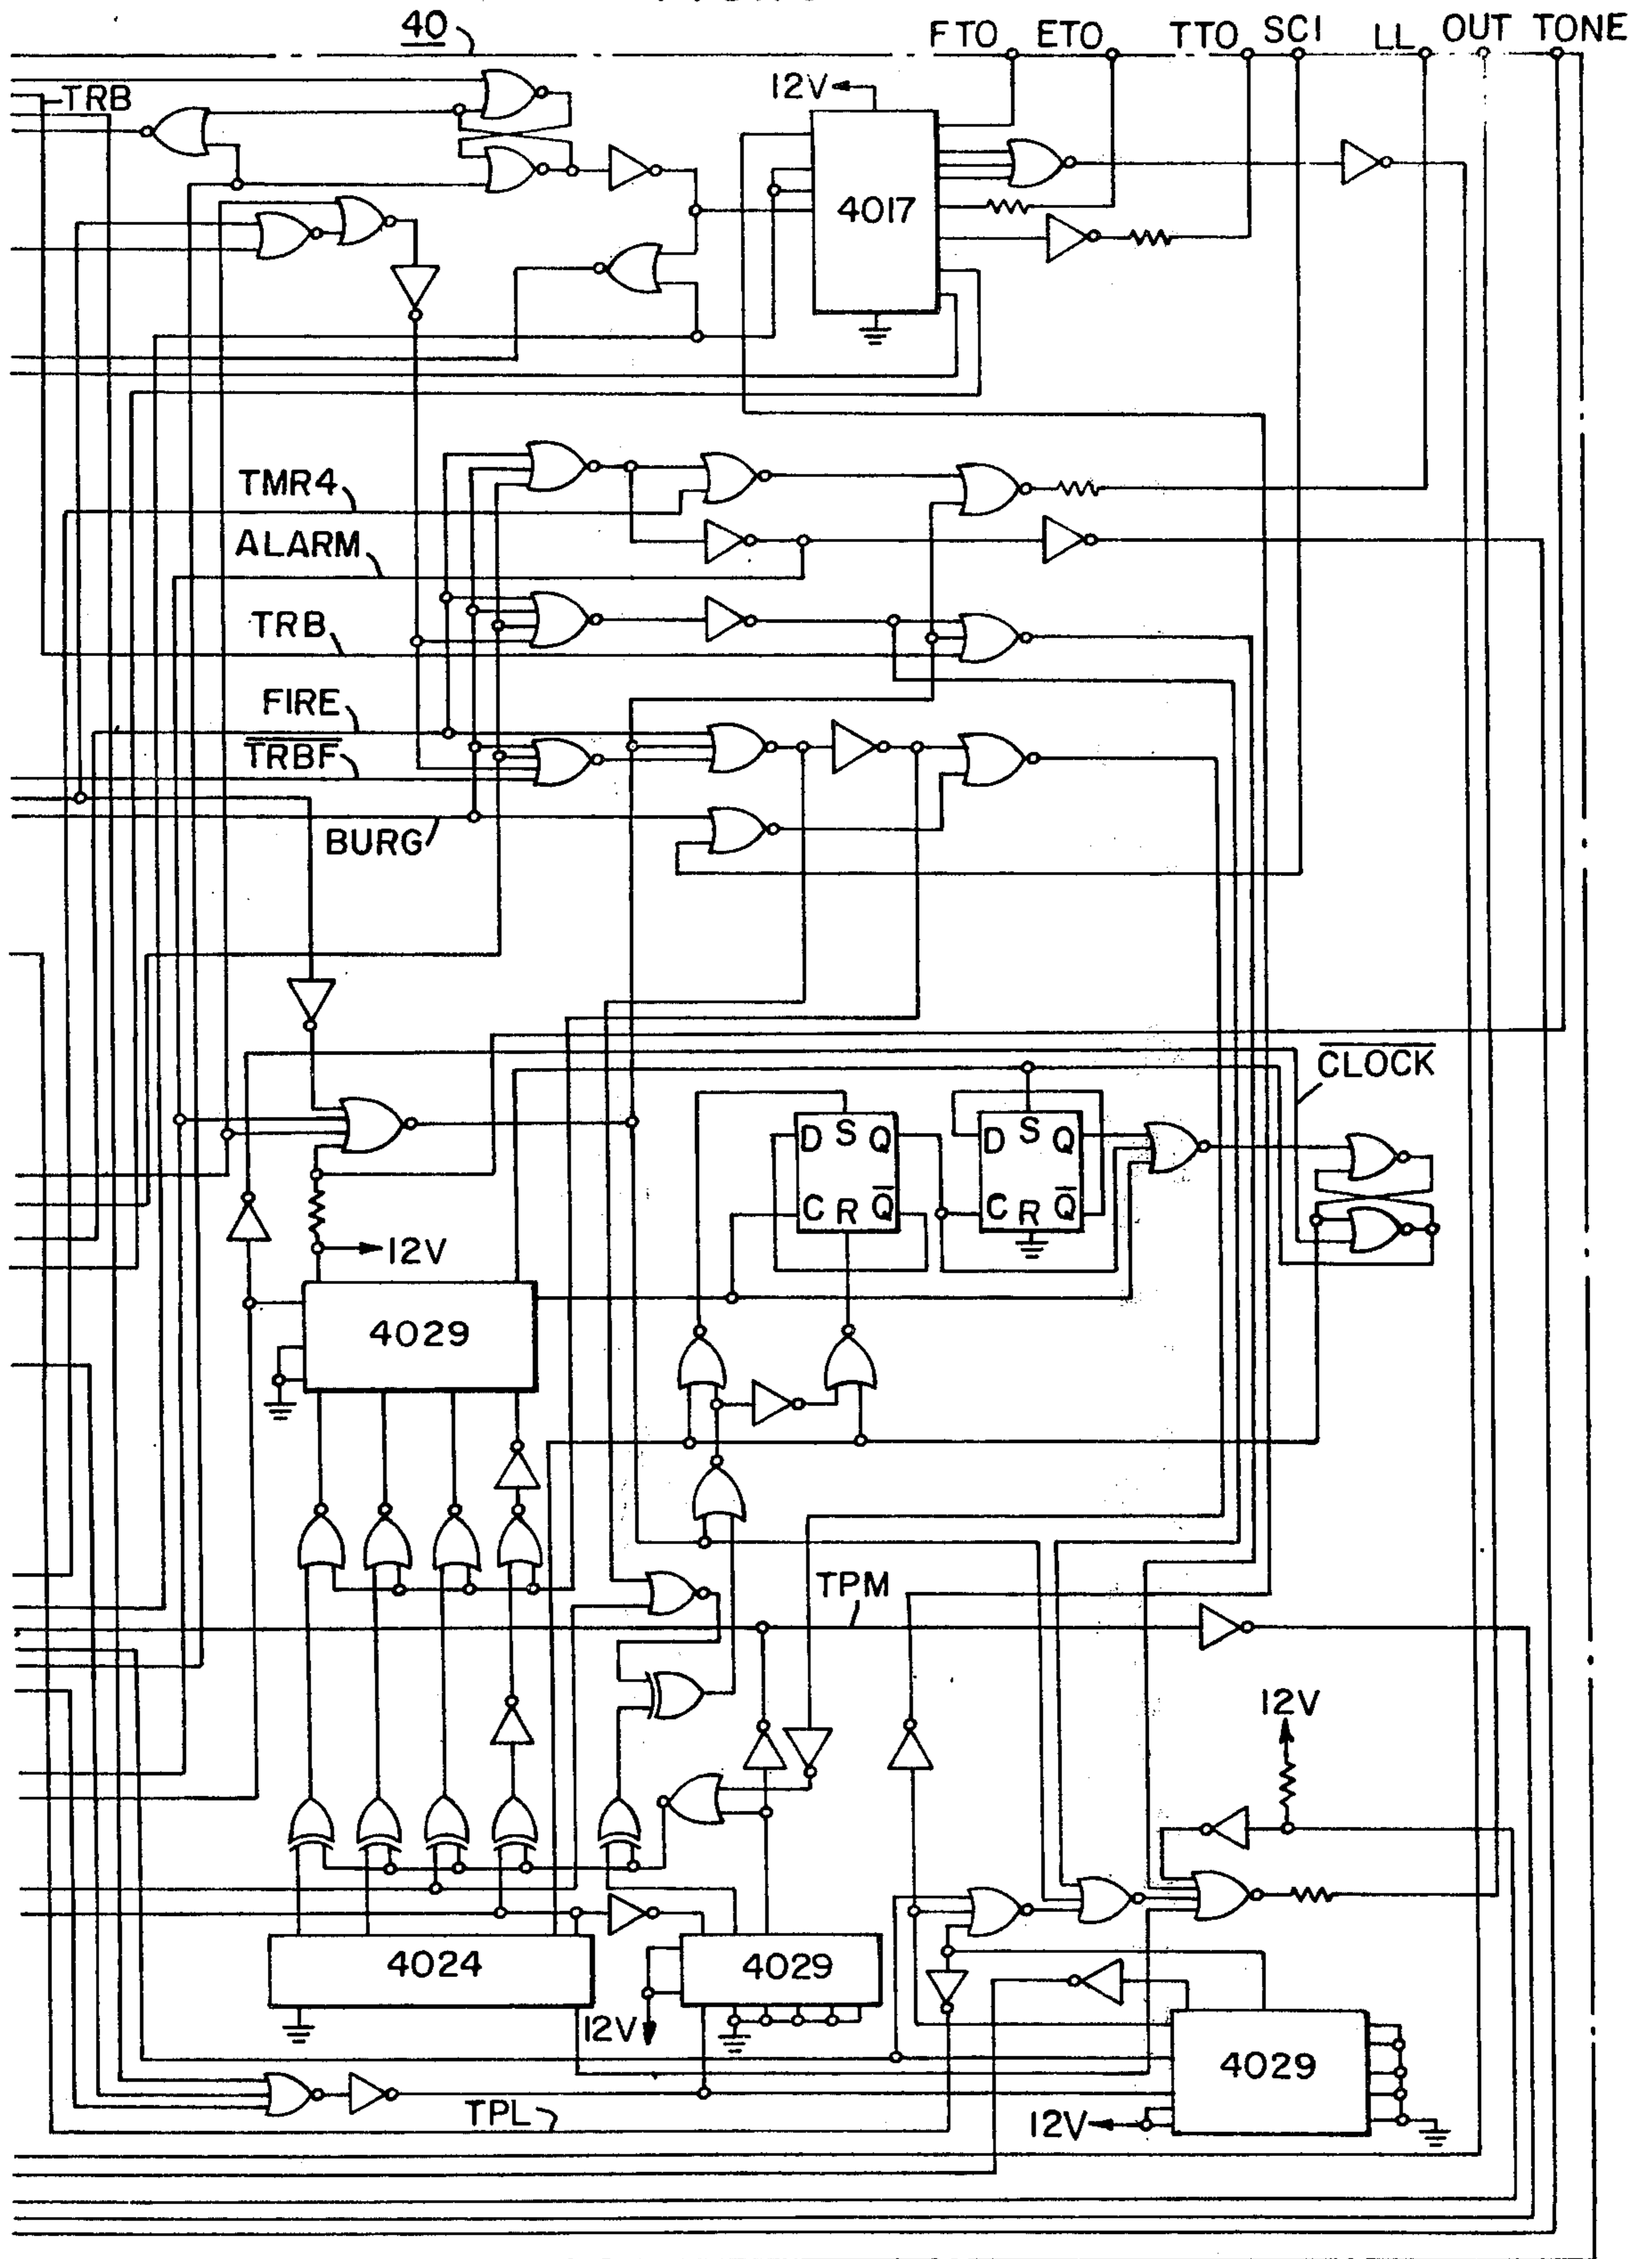 40
FTO ETO TTO SCI LL OUT TONE
TRB
12V
4017
TMR4
ALARM
TRB
FIRE
TRBF
BURG
CLOCK
D S Q
C R Q
D S Q
C R Q
12V
4029
TPM
12V
4024
4029
12V
4029
TPL
12V